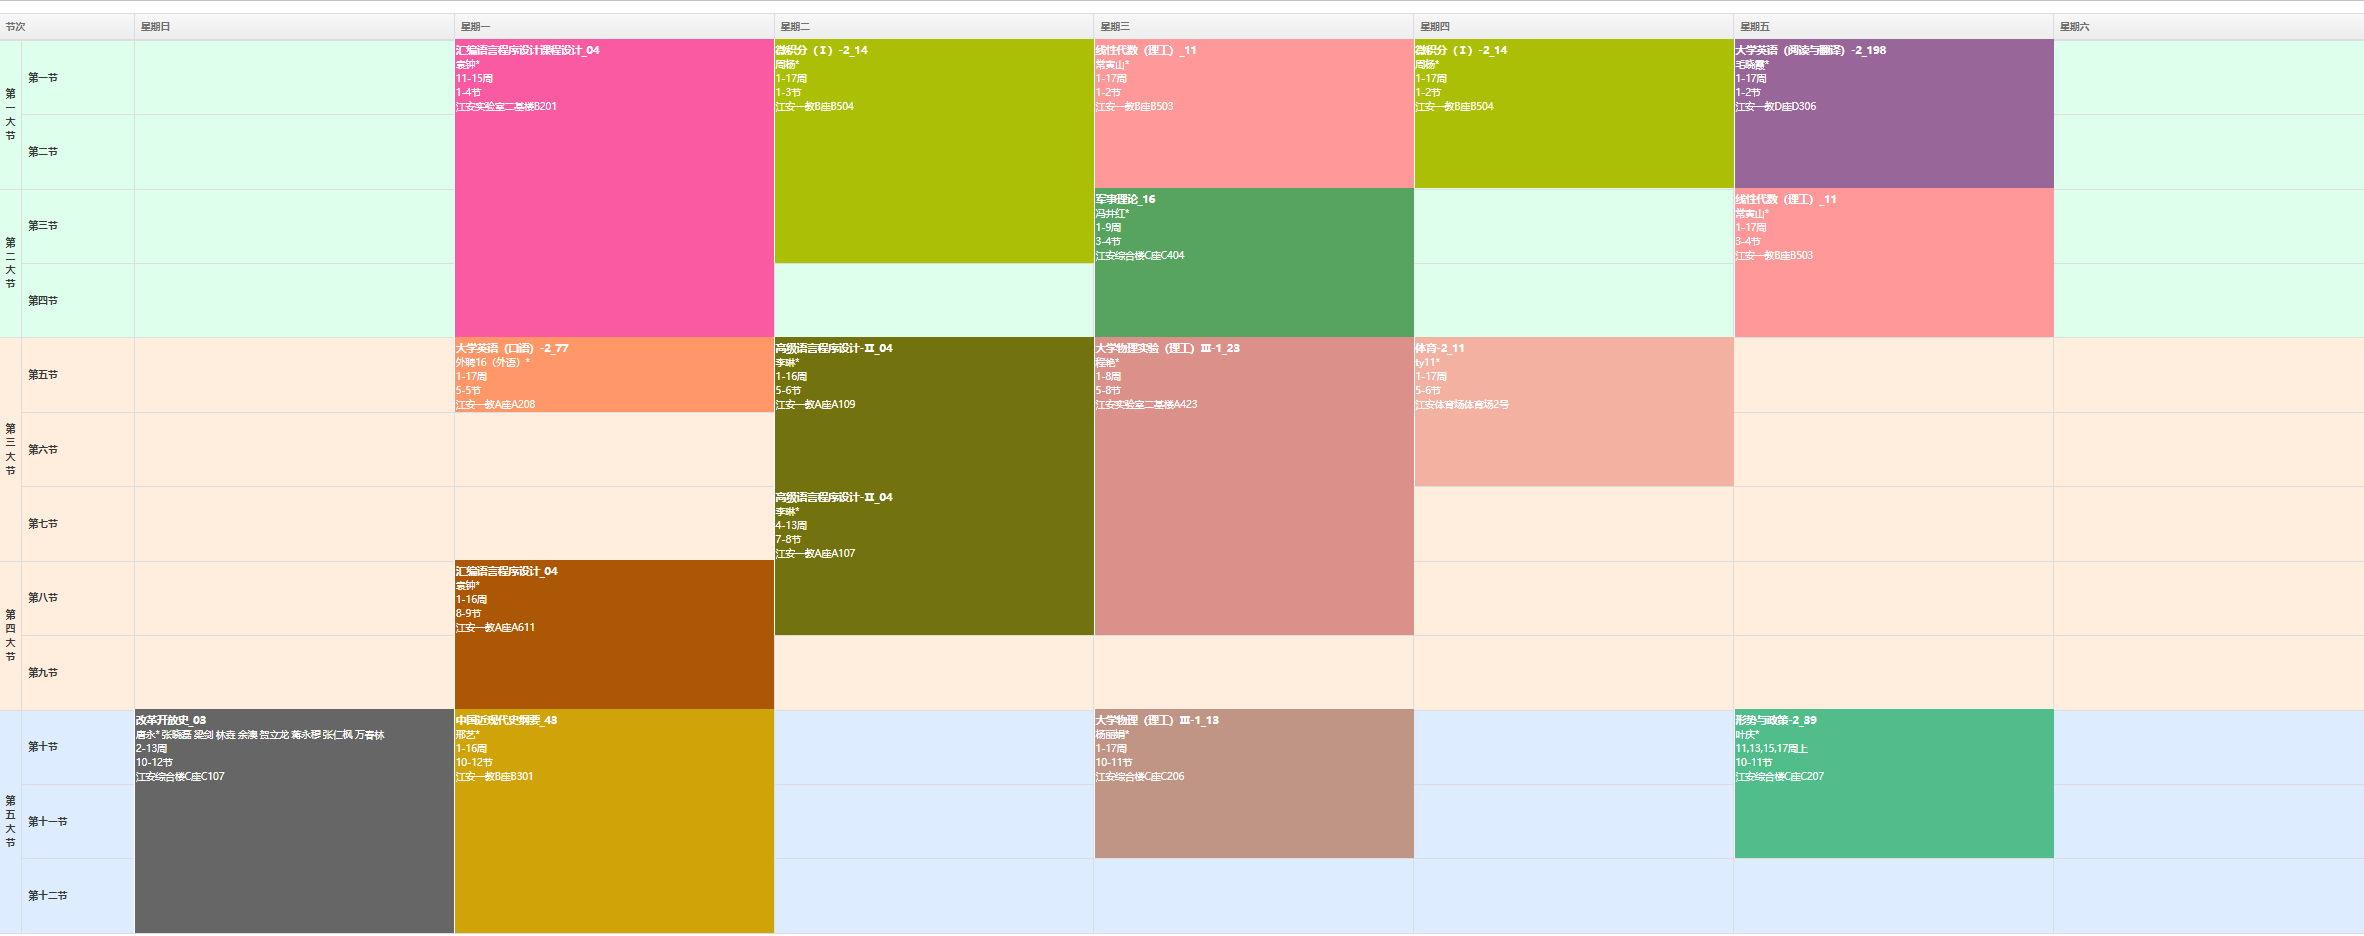 节次
星期日
星期一
星期二
星期三
星期四
星期五
星期六
第一大节
第一节
汇编语言程序设计课程设计_04
袁钟*
11-15周
1-4节
江安实验室二基楼B201
微积分（Ⅰ）-2_14
周杨*
1-17周
1-3节
江安一教B座B504
线性代数（理工）_11
常寅山*
1-17周
1-2节
江安一教B座B503
微积分（Ⅰ）-2_14
周杨*
1-17周
1-2节
江安一教B座B504
大学英语（阅读与翻译）-2_198
毛晓霞*
1-17周
1-2节
江安一教D座D306
第二节
第二大节
第三节
军事理论_16
冯井红*
1-9周
3-4节
江安综合楼C座C404
线性代数（理工）_11
常寅山*
1-17周
3-4节
江安一教B座B503
第四节
第三大节
第五节
大学英语（口语）-2_77
外聘16（外语）*
1-17周
5-5节
江安一教A座A208
高级语言程序设计-Ⅱ_04
李琳*
1-16周
5-6节
江安一教A座A109
大学物理实验（理工）Ⅲ-1_23
程艳*
1-8周
5-8节
江安实验室二基楼A423
体育-2_11
ty11*
1-17周
5-6节
江安体育场体育场2号
第六节
第七节
高级语言程序设计-Ⅱ_04
李琳*
4-13周
7-8节
江安一教A座A107
第四大节
第八节
汇编语言程序设计_04
袁钟*
1-16周
8-9节
江安一教A座A611
第九节
第五大节
第十节
改革开放史_03
唐永* 张晓磊 梁剑 林垚 余澳 贺立龙 蒋永穆 张仁枫 万春林
2-13周
10-12节
江安综合楼C座C107
中国近现代史纲要_43
邢艺*
1-16周
10-12节
江安一教B座B301
大学物理（理工）Ⅲ-1_13
杨丽娟*
1-17周
10-11节
江安综合楼C座C206
形势与政策-2_39
叶庆*
11,13,15,17周上
10-11节
江安综合楼C座C207
第十一节
第十二节